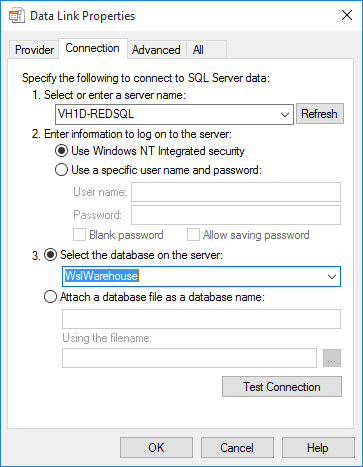 Data Link Properties
Provider Connection Advanced All
Specify the following to connect to SQL Server data:
1. Select or enter a server name:
VH1D-REDSQL Refresh
2. Enter information to log on to the server:
Use Windows NT Integrated security
Use a specific user name and password:
User name:
Password:
Blank password Allow saving password
3. Select the database on the server:
WslWarehouse
Attach a database file as a database name:
Using the filename:
...
Test Connection
OK Cancel Help